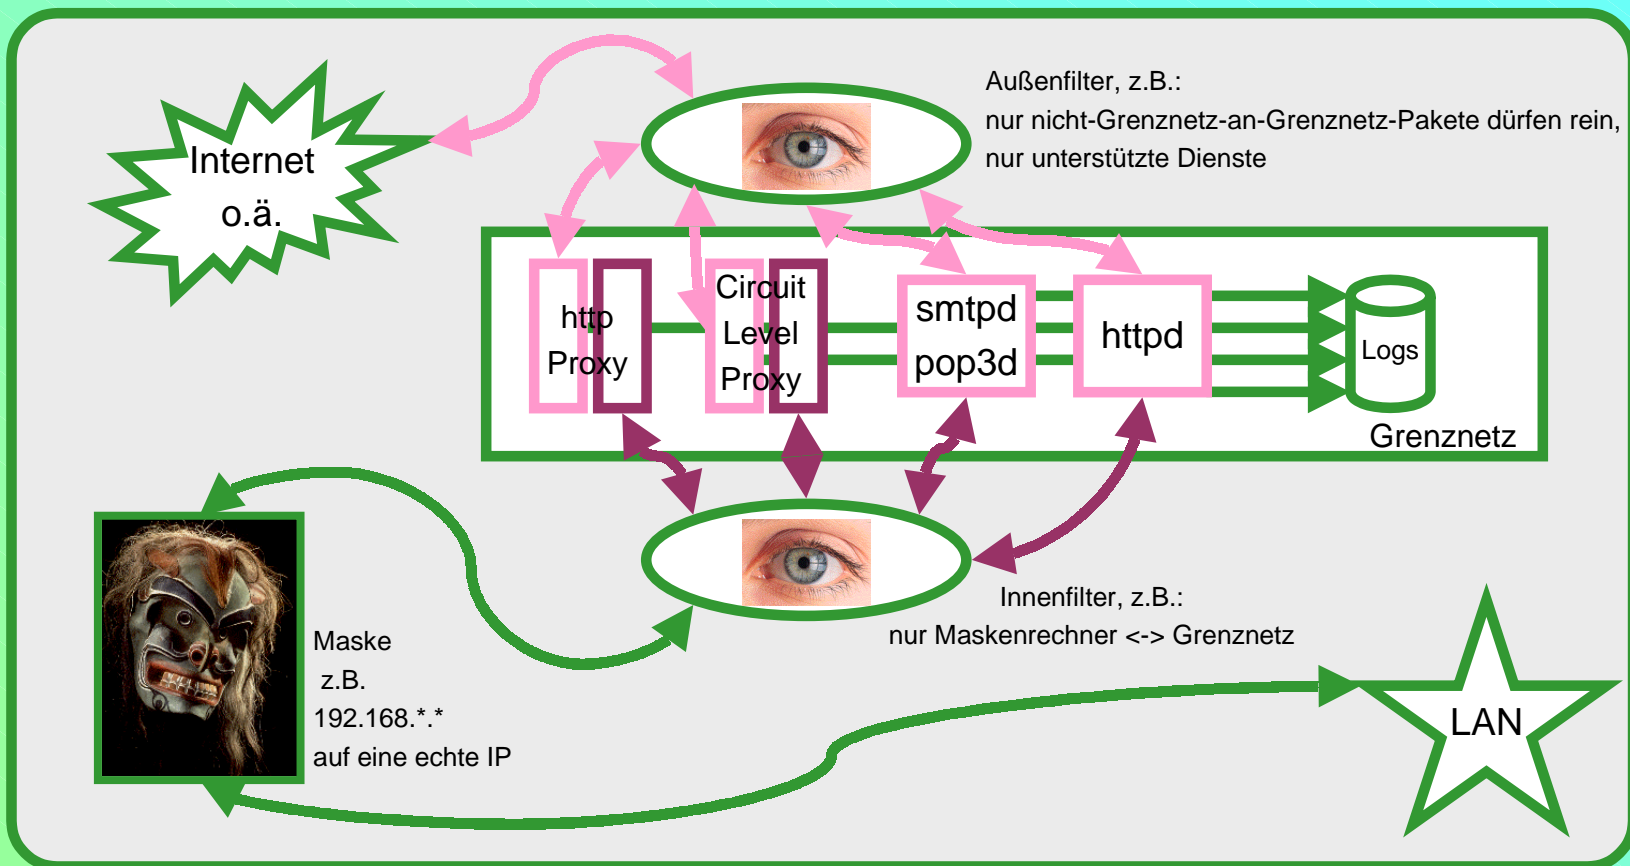 Internet
o.ä.
Außenfilter, z.B.:
nur nicht-Grenznetz-an-Grenznetz-Pakete dürfen rein,
nur unterstützte Dienste
http
Proxy
Circuit
Level
Proxy
smtpd
pop3d
httpd
Logs
Grenznetz
Innenfilter, z.B.:
nur Maskenrechner <-> Grenznetz
Maske
z.B.
192.168.*.*
auf eine echte IP
LAN